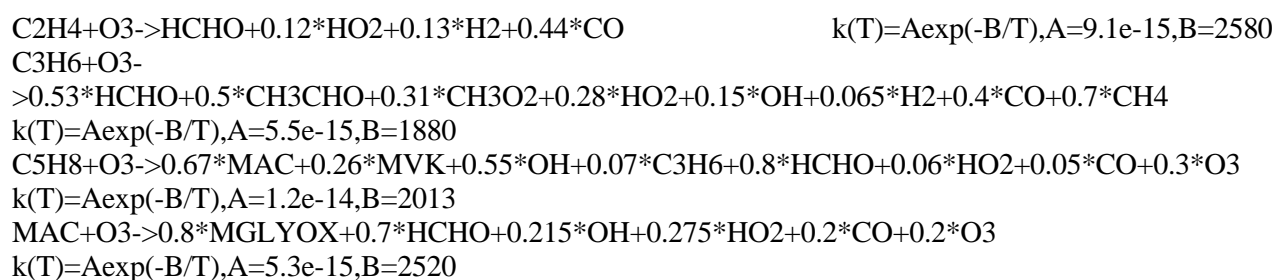 C2H4+O3->HCHO+0.12*HO2+0.13*H2+0.44*CO k(T)=Aexp(-B/T),A=9.1e-15,B=2580
C3H6+O3-
>0.53*HCHO+0.5*CH3CHO+0.31*CH3O2+0.28*HO2+0.15*OH+0.065*H2+0.4*CO+0.7*CH4
k(T)=Aexp(-B/T),A=5.5e-15,B=1880
C5H8+O3->0.67*MAC+0.26*MVK+0.55*OH+0.07*C3H6+0.8*HCHO+0.06*HO2+0.05*CO+0.3*O3
k(T)=Aexp(-B/T),A=1.2e-14,B=2013
MAC+O3->0.8*MGLYOX+0.7*HCHO+0.215*OH+0.275*HO2+0.2*CO+0.2*O3
k(T)=Aexp(-B/T),A=5.3e-15,B=2520